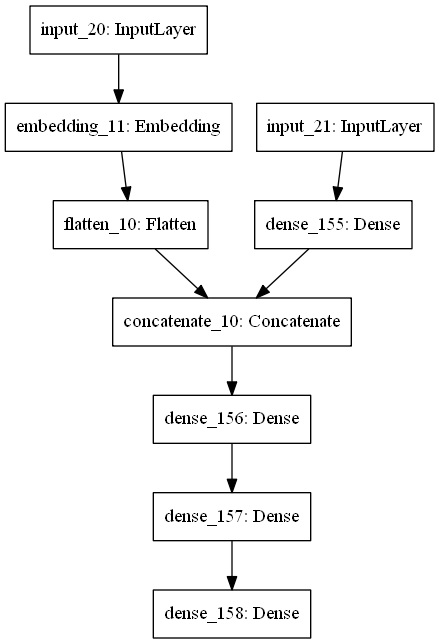 input_20: InputLayer
embedding_11: Embedding
input_21: InputLayer
flatten_10: Flatten
dense_155: Dense
concatenate_10: Concatenate
dense_156: Dense
dense_157: Dense
dense_158: Dense